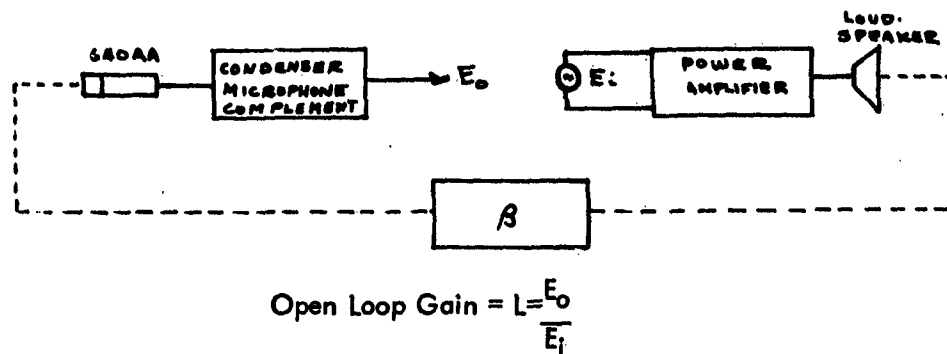 LOUD-
SPEAKER
640AA
CONDENSER
MICROPHONE
COMPLEMENT
E₀
~
Ei
POWER
AMPLIFIER
β
Open Loop Gain = L = E₀
Ei